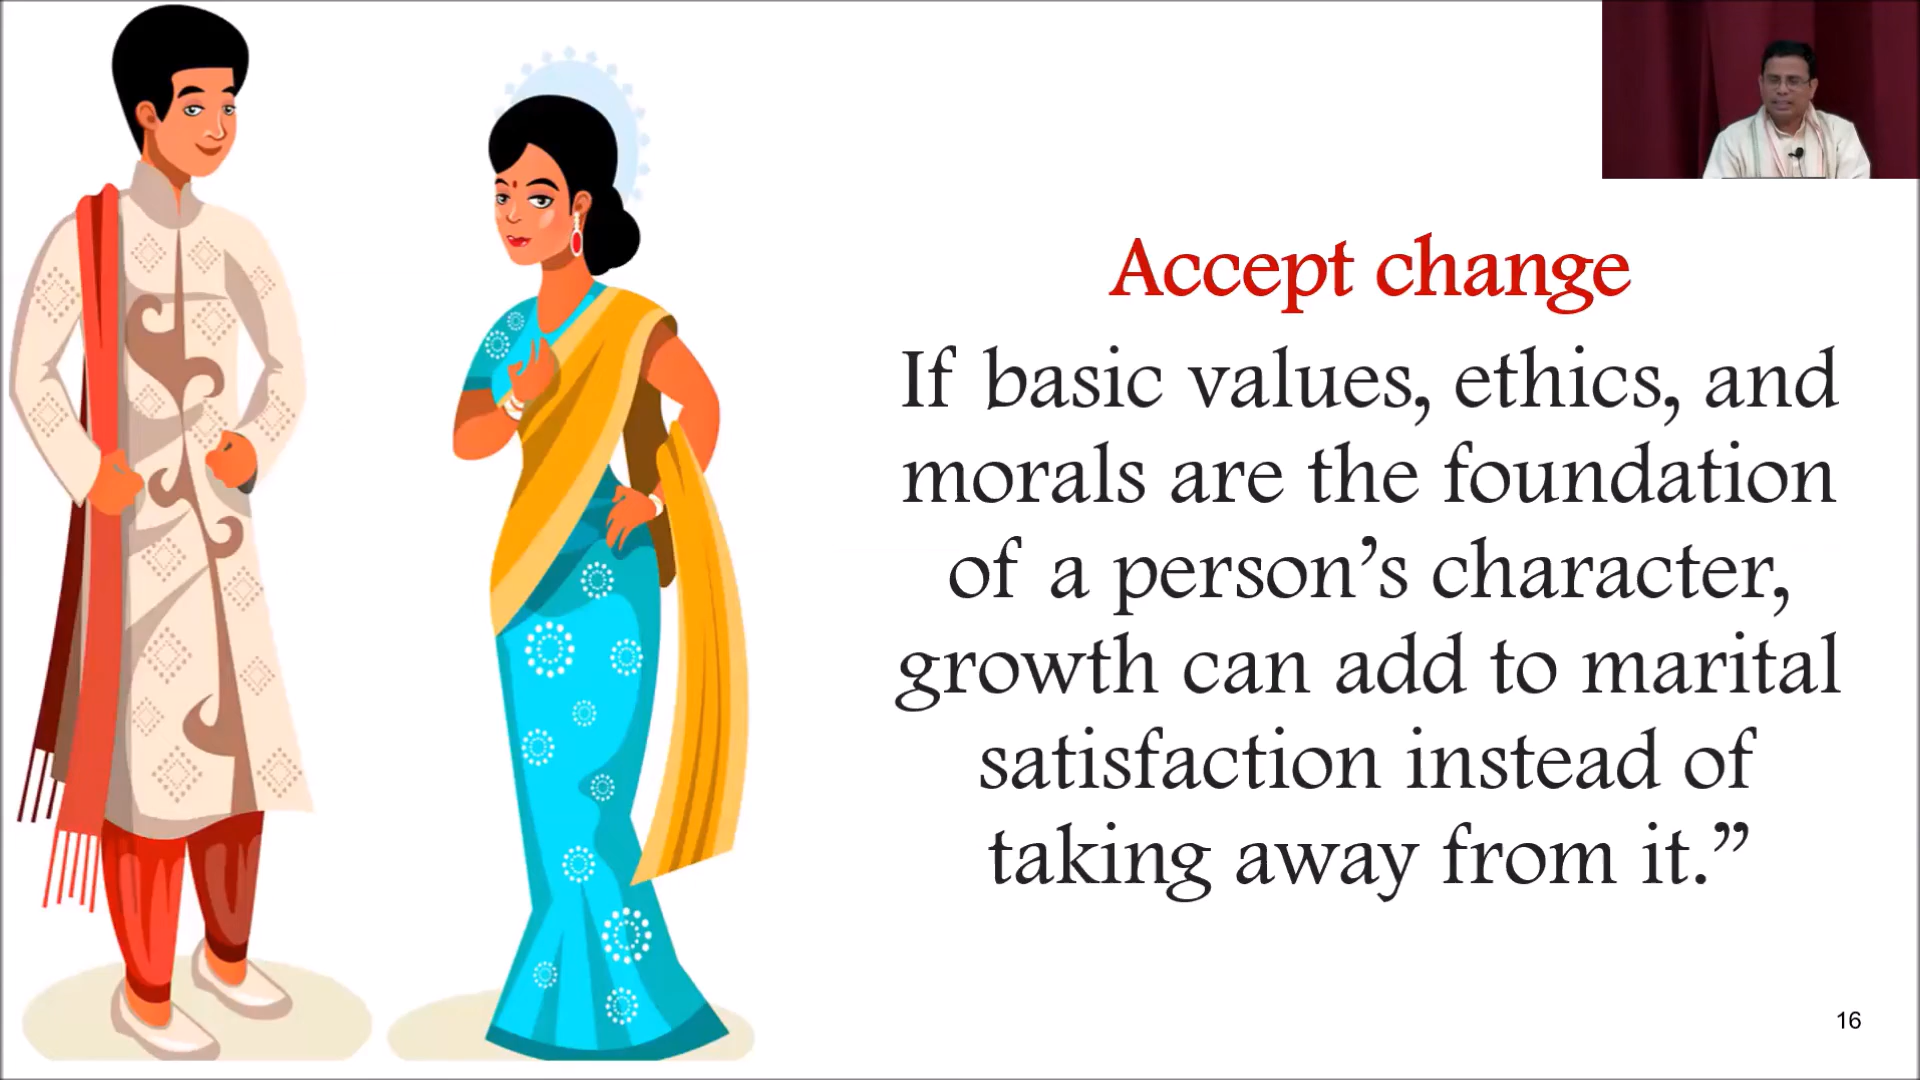 Accept change
If basic values, ethics, and
morals are the foundation
of a person’s character,
growth can add to marital
satisfaction instead of
taking away from it.”
16